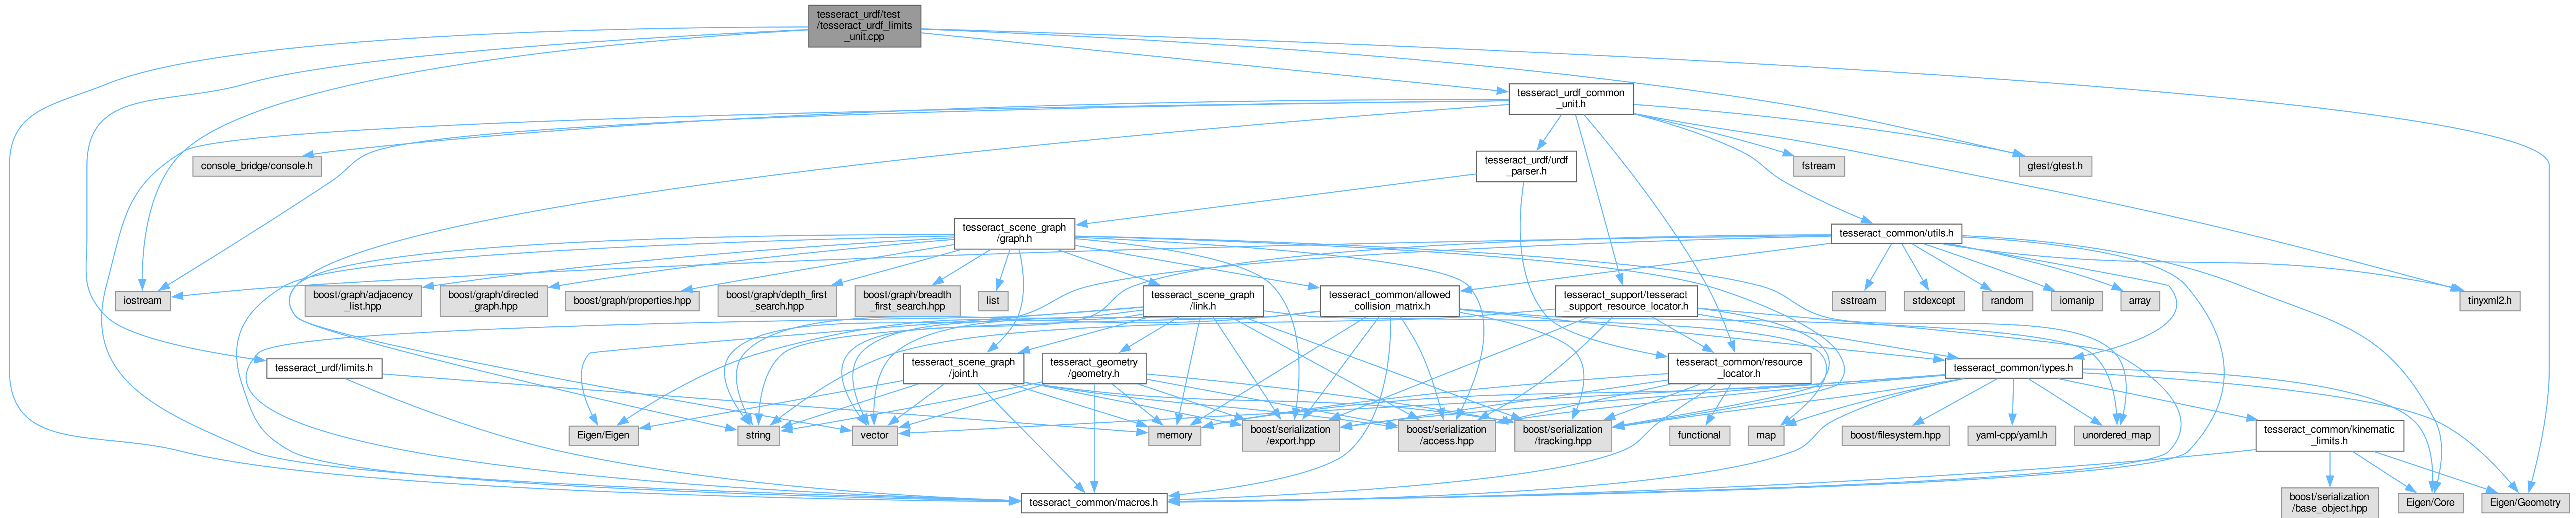 tesseract_urdf/test
/tesseract_urdf_limits
_unit.cpp
tesseract_urdf_common
_unit.h
console_bridge/console.h
tesseract_urdf/urdf
_parser.h
fstream
gtest/gtest.h
tesseract_scene_graph
/graph.h
tesseract_common/utils.h
iostream
boost/graph/adjacency
_list.hpp
boost/graph/directed
_graph.hpp
boost/graph/properties.hpp
boost/graph/depth_first
_search.hpp
boost/graph/breadth
_first_search.hpp
list
tesseract_scene_graph
/link.h
tesseract_common/allowed
_collision_matrix.h
tesseract_support/tesseract
_support_resource_locator.h
sstream
stdexcept
random
iomanip
array
tinyxml2.h
tesseract_urdf/limits.h
tesseract_scene_graph
/joint.h
tesseract_geometry
/geometry.h
tesseract_common/resource
_locator.h
tesseract_common/types.h
Eigen/Eigen
string
vector
memory
boost/serialization
/export.hpp
boost/serialization
/access.hpp
boost/serialization
/tracking.hpp
functional
map
boost/filesystem.hpp
yaml-cpp/yaml.h
unordered_map
tesseract_common/kinematic
_limits.h
tesseract_common/macros.h
boost/serialization
/base_object.hpp
Eigen/Core
Eigen/Geometry